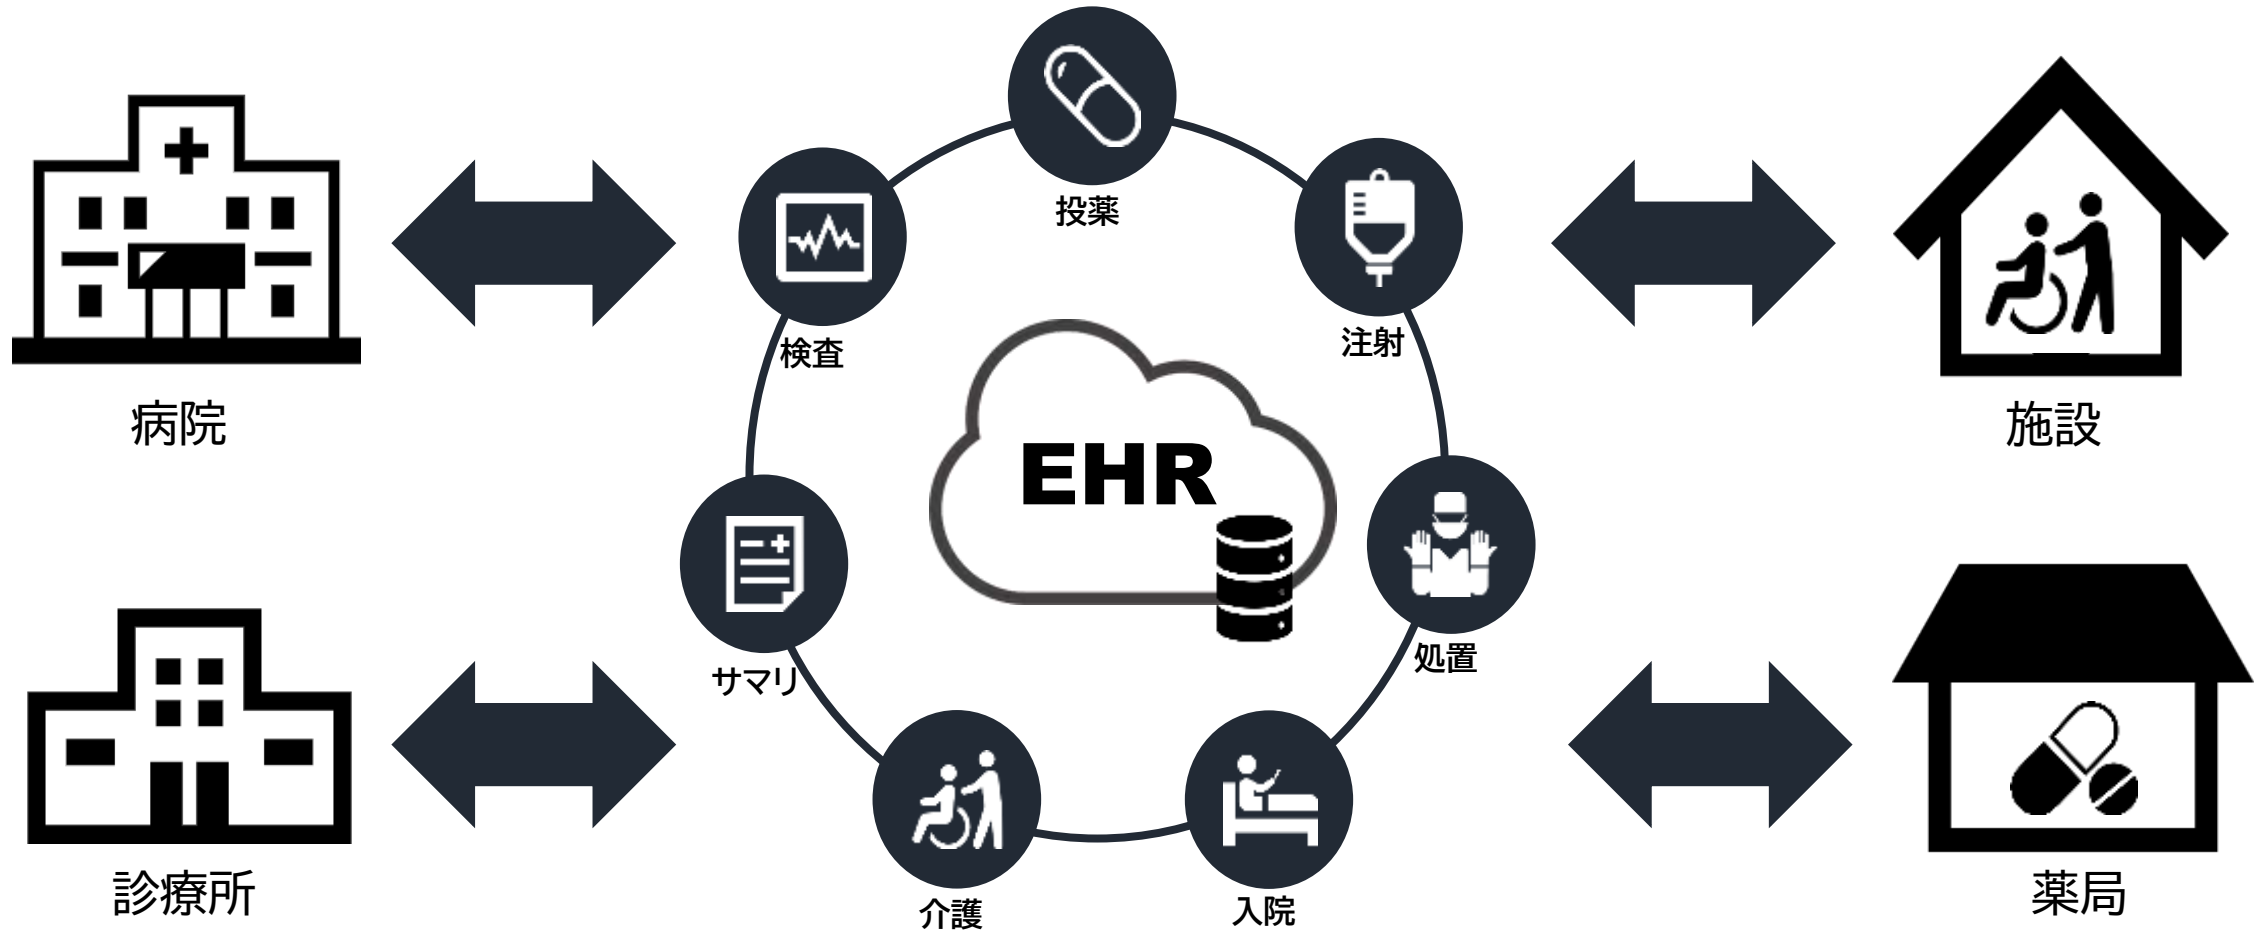 投薬
検査
注射
病院
施設
EHR
処置
サマリ
介護
入院
診療所
薬局